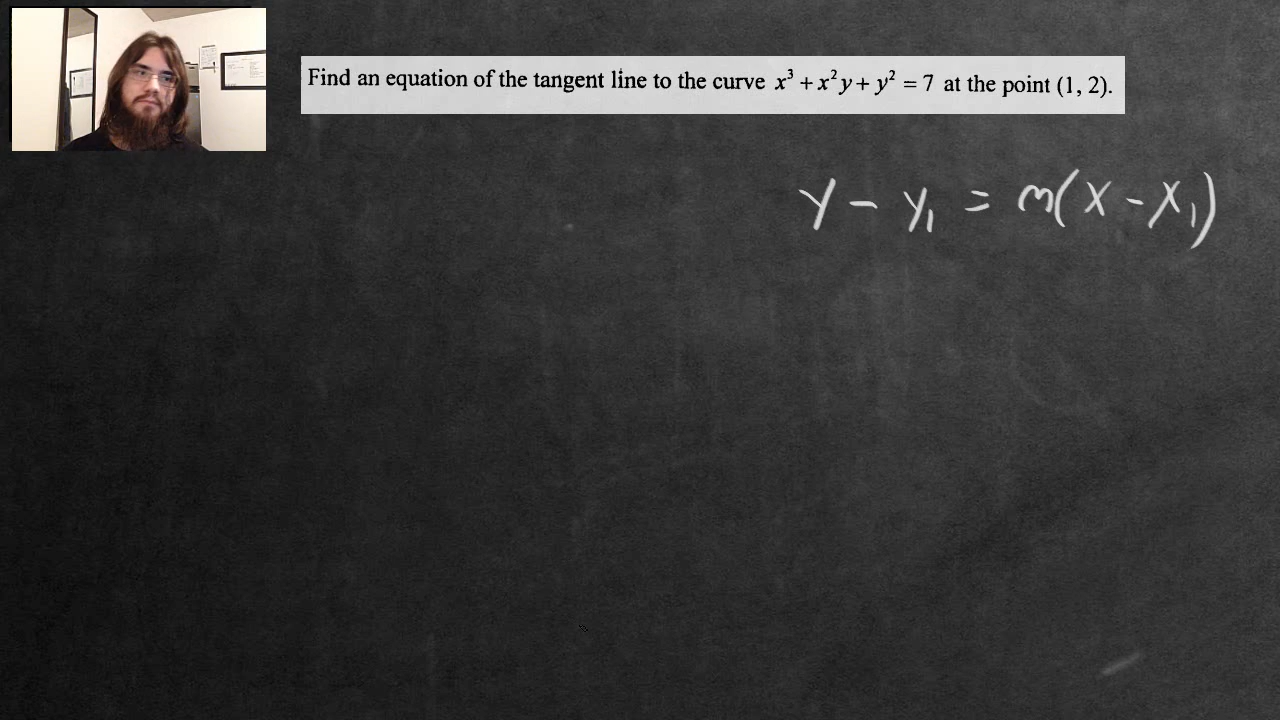 Find an equation of the tangent line to the curve x³ + x²y + y² = 7 at the point (1, 2).
y - y₁ = m(x - x₁)